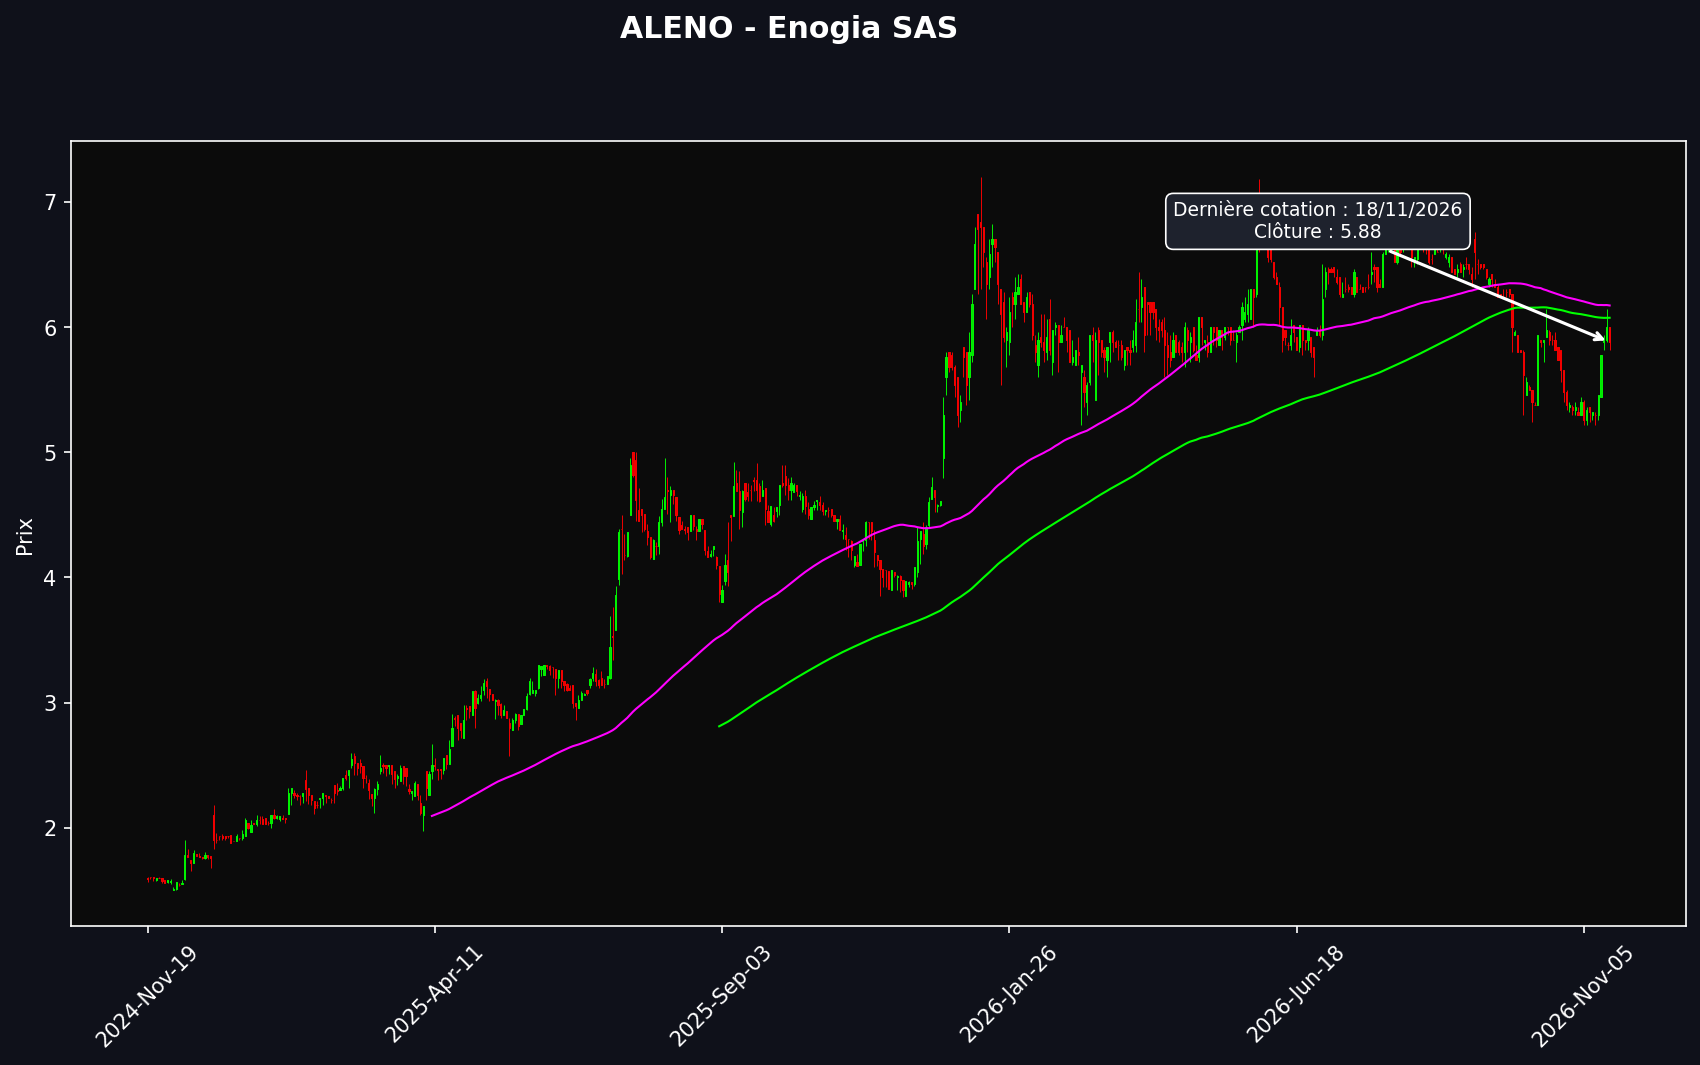 ALENO - Enogia SAS
Dernière cotation : 18/11/2026
Clôture : 5.88
Prix
7
6
5
4
3
2
2024-Nov-19
2025-Apr-11
2025-Sep-03
2026-Jan-26
2026-Jun-18
2026-Nov-05